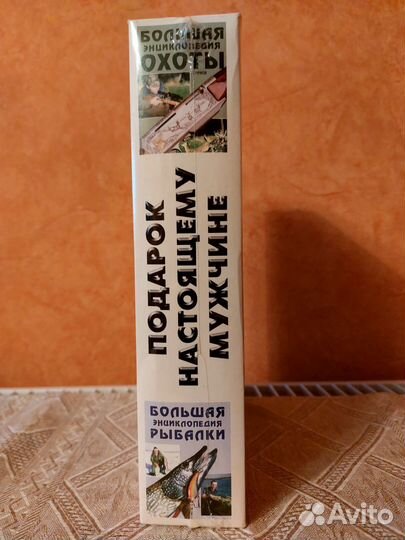 БОЛЬШАЯ
ЭНЦИКЛОПЕДИЯ
ОХОТЫ
ПОДАРОК
НАСТОЯЩЕМУ
МУЖЧИНЕ
БОЛЬШАЯ
ЭНЦИКЛОПЕДИЯ
РЫБАЛКИ
Avito